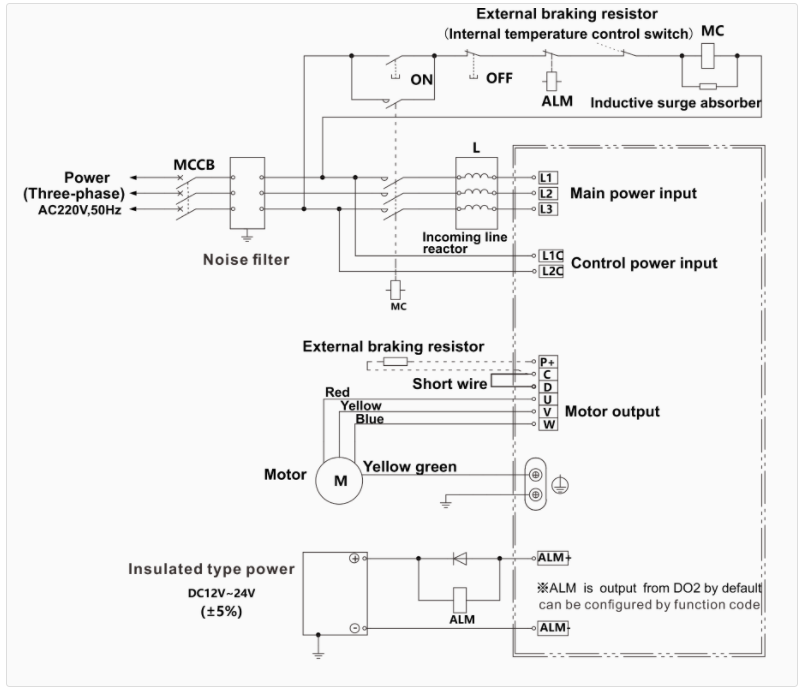 External braking resistor
(Internal temperature control switch)
MC
ON
OFF
ALM
Inductive surge absorber
L
MCCB
Power
(Three-phase)
AC220V,50Hz
L1
L2
L3
Main power input
Noise filter
Incoming line
reactor
L1C
L2C
Control power input
MC
External braking resistor
P+
C
Short wire
D
Red
U
Yellow
V
Motor output
Blue
W
Motor
M
Yellow green
Insulated type power
DC12V~24V
(±5%)
+
-
ALM
ALM+
※ALM is output from DO2 by default
can be configured by function code
ALM-